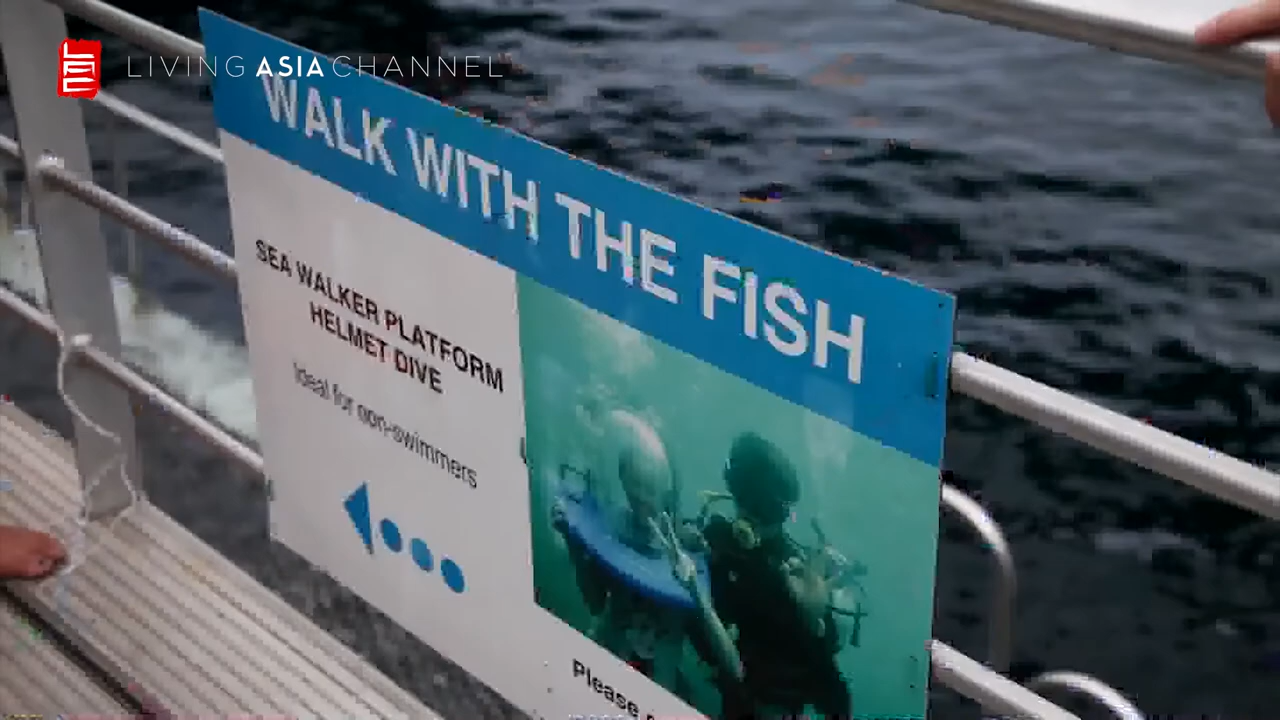 LIVING ASIA CHANNEL
WALK WITH THE FISH
SEA WALKER PLATFORM
HELMET DIVE
Ideal for non-swimmers
Please